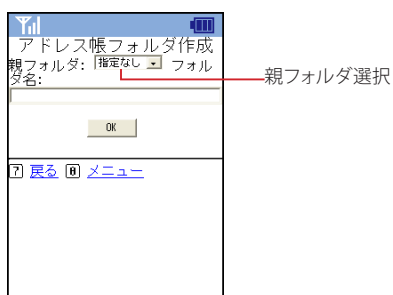 アドレス帳フォルダ作成
親フォルダ: 指定なし フォル
ダ名:
親フォルダ選択
OK
7 戻る 0 メニュー